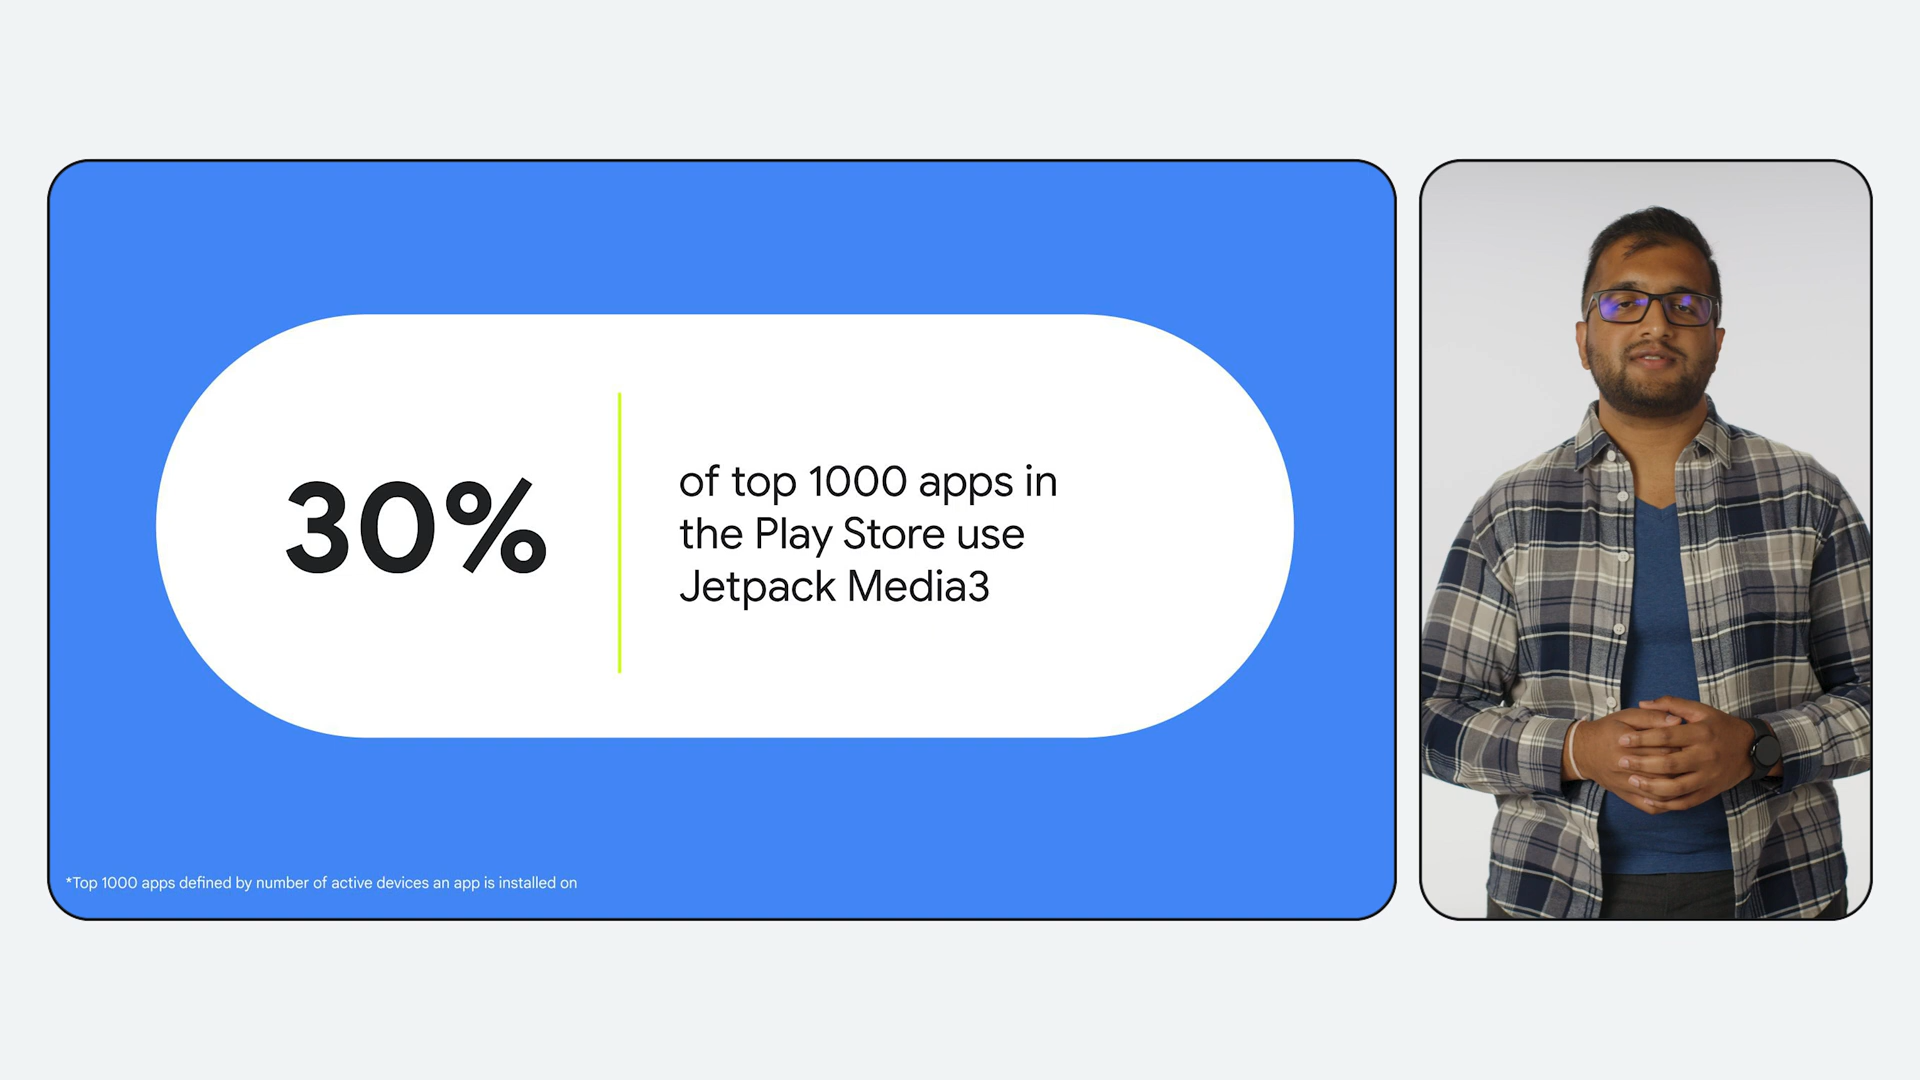 30%
of top 1000 apps in
the Play Store use
Jetpack Media3
*Top 1000 apps defined by number of active devices an app is installed on